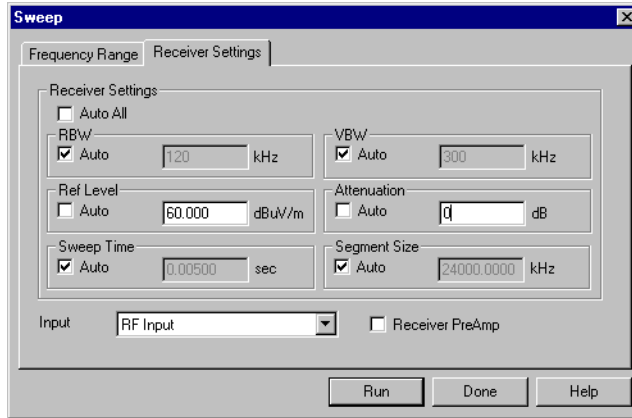 Sweep
Frequency Range Receiver Settings
Receiver Settings
Auto All
RBW VBW
Auto 120 kHz Auto 300 kHz
Ref Level Attenuation
Auto 60.000 dBuV/m Auto 0 dB
Sweep Time Segment Size
Auto 0.00500 sec Auto 24000.0000 kHz
Input RF Input Receiver PreAmp
Run Done Help